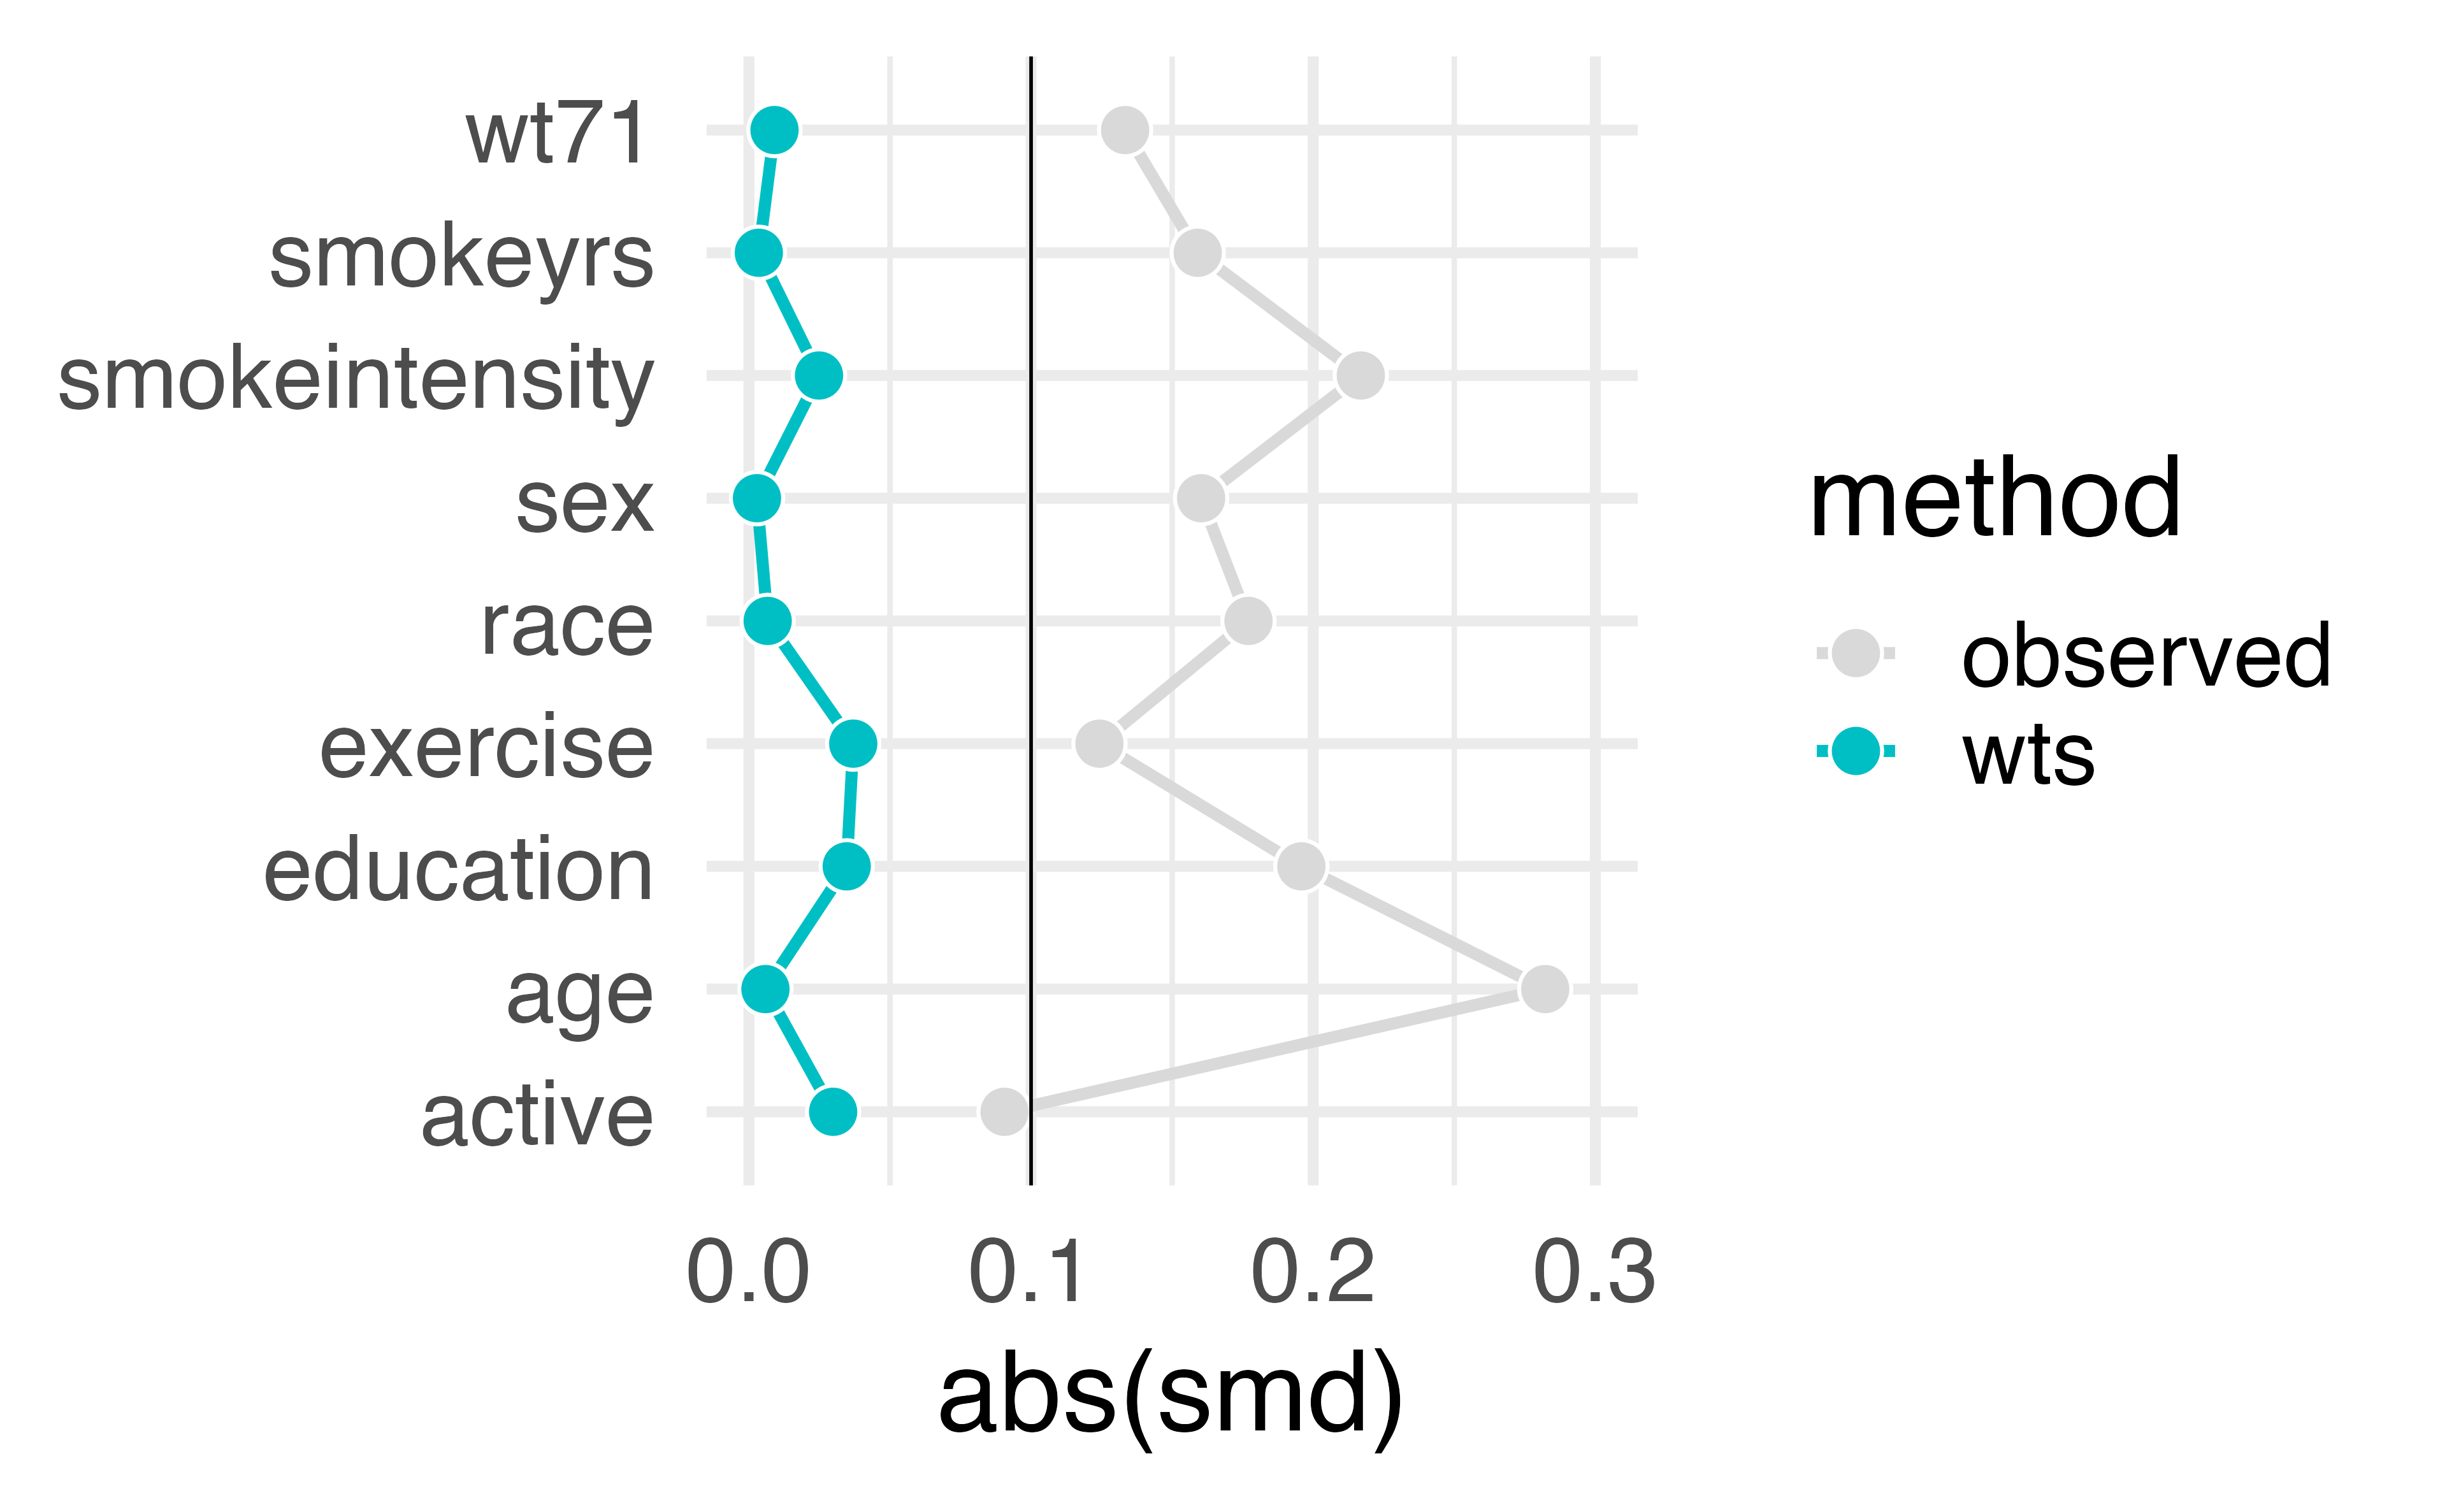 wt71
smokeyrs
smokeintensity
sex
race
exercise
education
age
active
0.0 0.1 0.2 0.3
abs(smd)
method
observed
wts